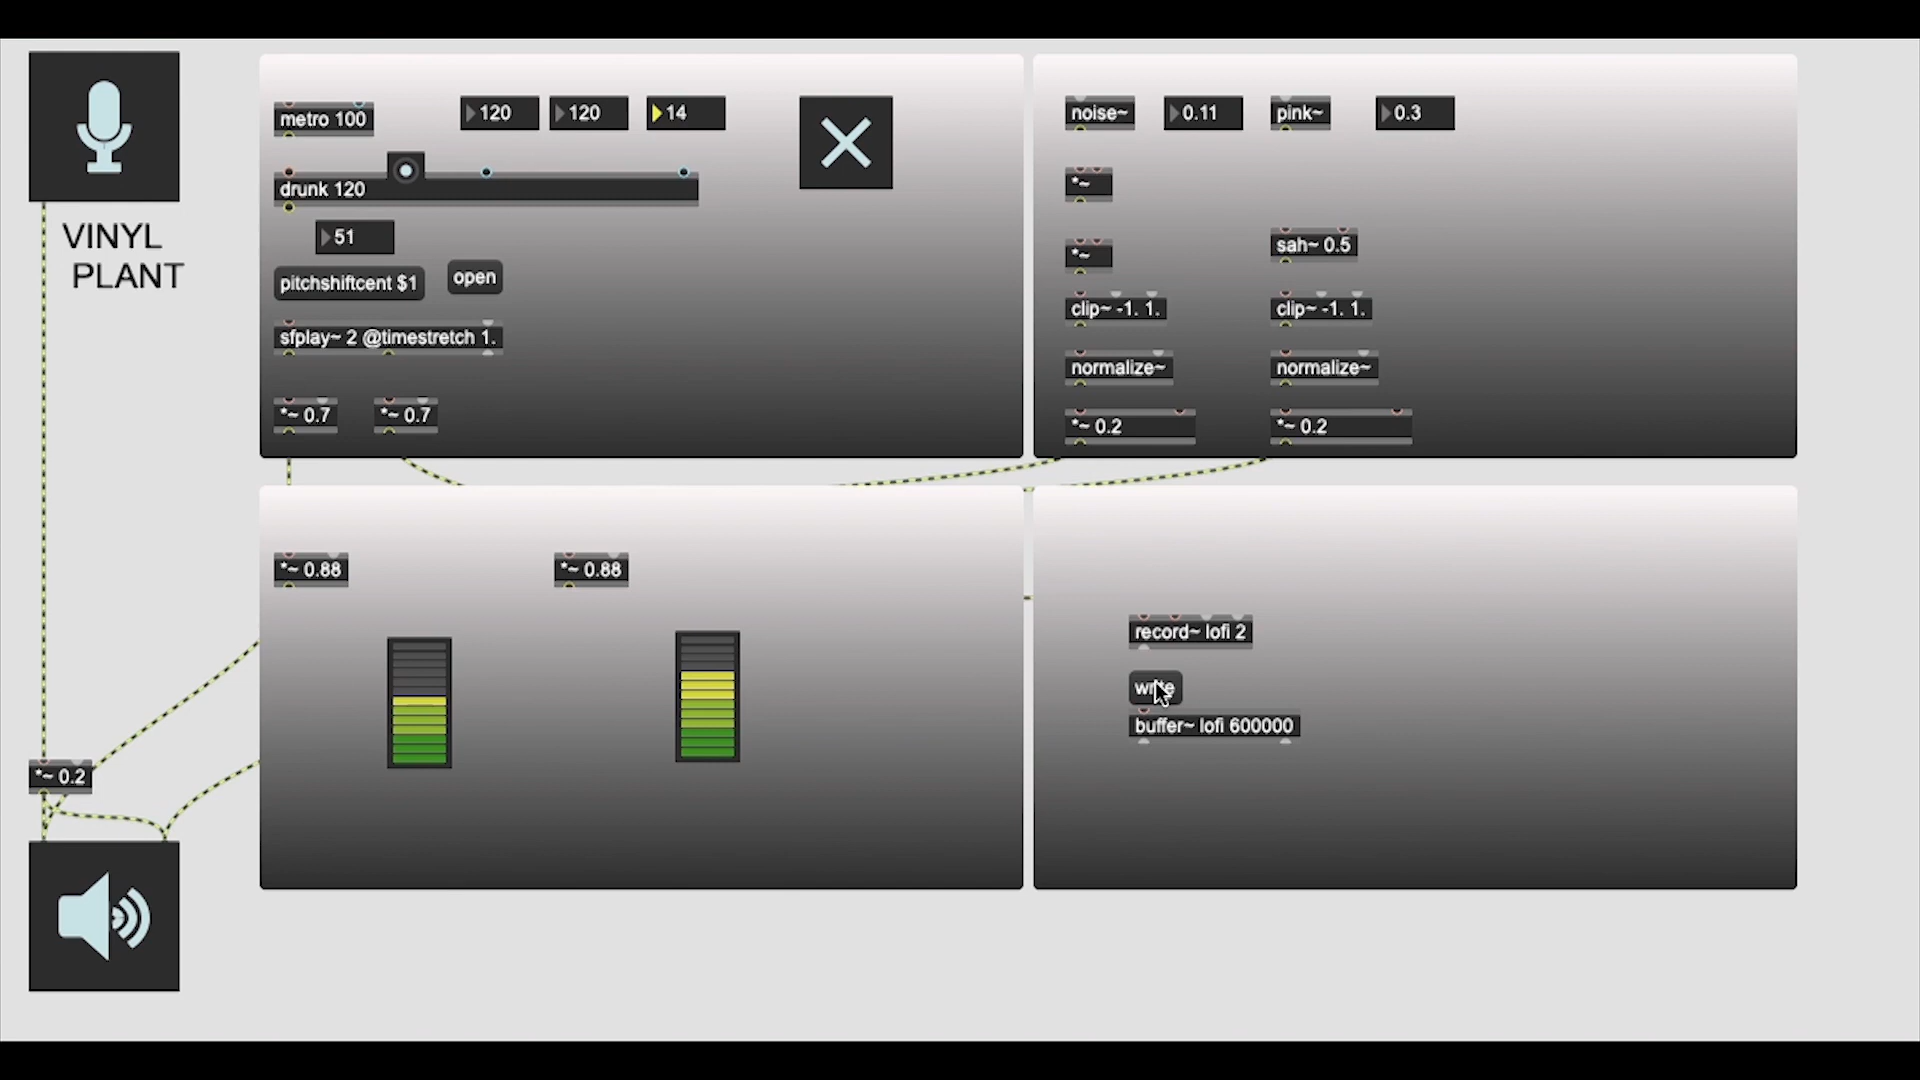 VINYL
PLANT
metro 100
120
120
14
drunk 120
51
pitchshiftcent $1
open
sfplay~ 2 @timestretch 1.
*~ 0.7
*~ 0.7
noise~
0.11
pink~
0.3
*~
*~
sah~ 0.5
clip~ -1. 1.
clip~ -1. 1.
normalize~
normalize~
*~ 0.2
*~ 0.2
*~ 0.88
*~ 0.88
record~ lofi 2
write
buffer~ lofi 600000
*~ 0.2